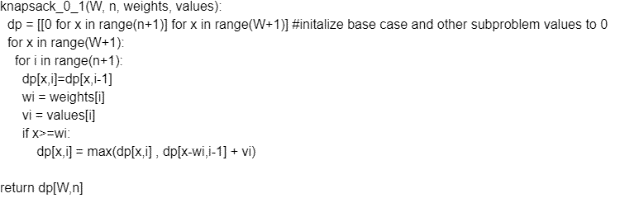 knapsack_0_1(W, n, weights, values):
dp = [[0 for x in range(n+1)] for x in range(W+1)] #initalize base case and other subproblem values to 0
for x in range(W+1):
for i in range(n+1):
dp[x,i]=dp[x,i-1]
wi = weights[i]
vi = values[i]
if x>=wi:
dp[x,i] = max(dp[x,i] , dp[x-wi,i-1] + vi)
return dp[W,n]